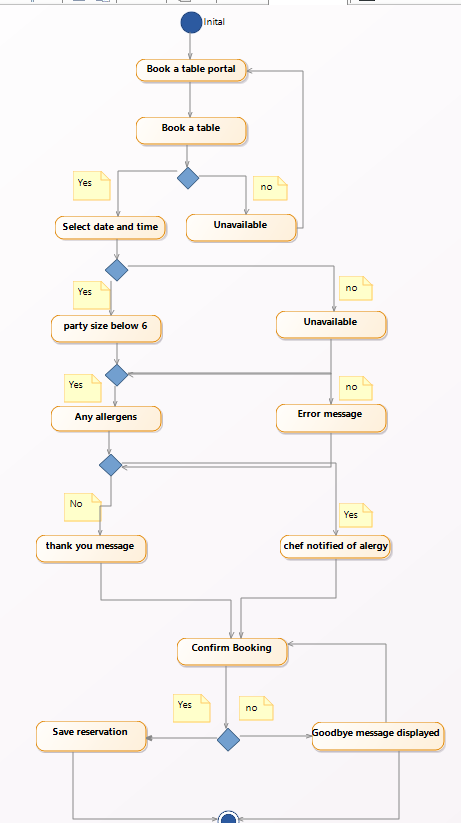 Inital
Book a table portal
Book a table
Yes
no
Select date and time
Unavailable
Yes
no
party size below 6
Unavailable
Yes
no
Any allergens
Error message
No
Yes
thank you message
chef notified of alergy
Confirm Booking
Yes
no
Save reservation
Goodbye message displayed